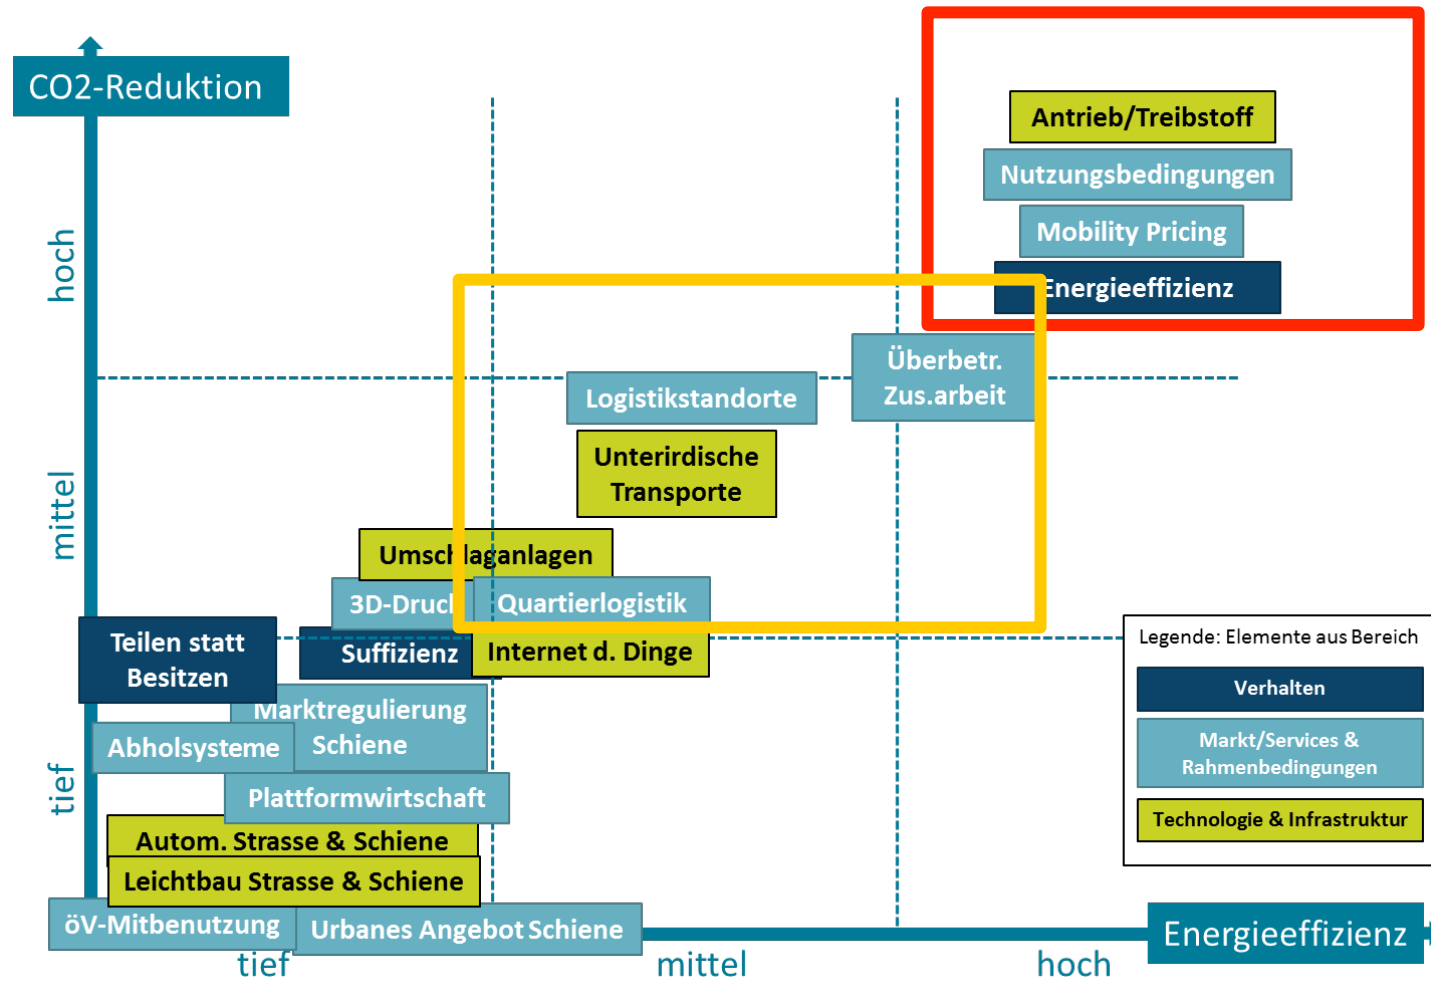 CO2-Reduktion
Antrieb/Treibstoff
Nutzungsbedingungen
Mobility Pricing
Energieeffizienz
hoch
Überbetr.
Zus.arbeit
Logistikstandorte
Unterirdische
Transporte
mittel
Umschlaganlagen
3D-Druck
Quartierlogistik
Teilen statt
Besitzen
Suffizienz
Internet d. Dinge
Marktregulierung
Schiene
Abholsysteme
tief
Plattformwirtschaft
Autom. Strasse & Schiene
Leichtbau Strasse & Schiene
öV-Mitbenutzung
Urbanes Angebot Schiene
Legende: Elemente aus Bereich
Verhalten
Markt/Services &
Rahmenbedingungen
Technologie & Infrastruktur
Energieeffizienz
tief
mittel
hoch